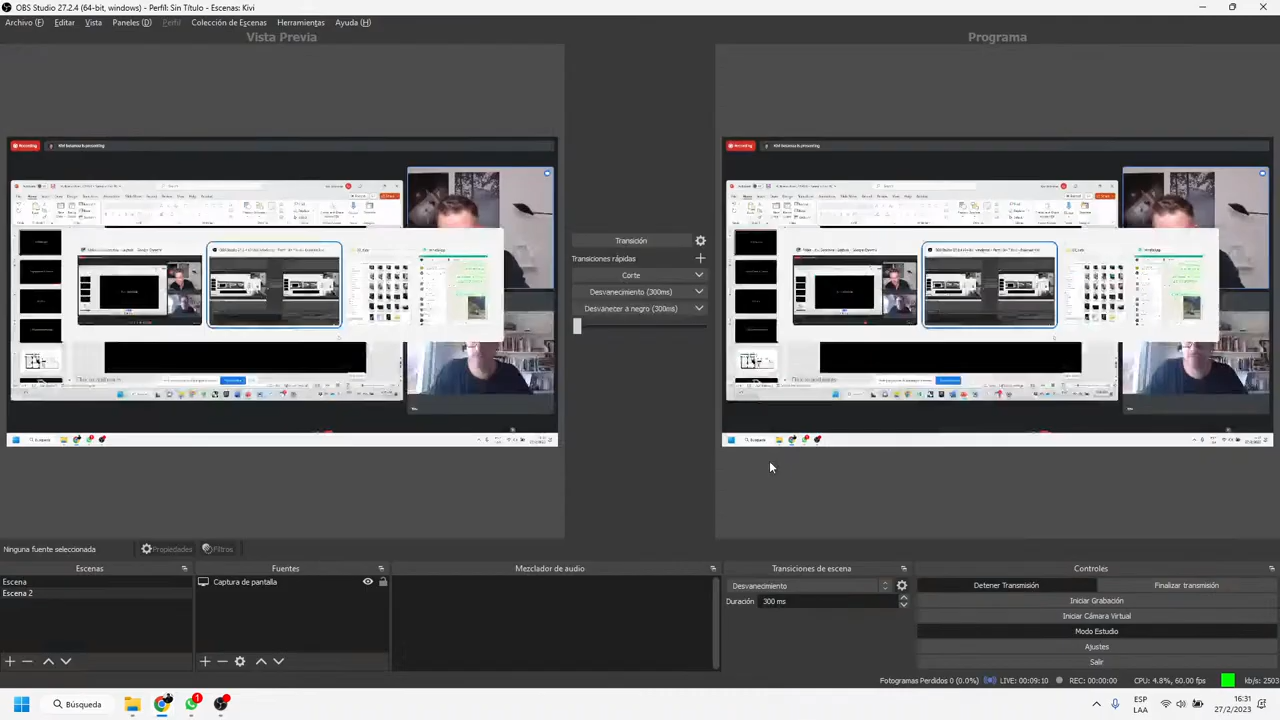 OBS Studio 27.2.4 (64-bit, windows) - Perfil: Sin Título - Escenas: Kivi
Archivo (F) Editar Vista Paneles (D) Perfil Colección de Escenas Herramientas Ayuda (H)
Vista Previa
Programa
Recording
Recording
Transición
Transiciones rápidas
Corte
Desvanecimiento (300ms)
Desvanecer a negro (300ms)
Ninguna fuente seleccionada
Propiedades
Filtros
Escenas
Escena
Escena 2
Fuentes
Captura de pantalla
Mezclador de audio
Transiciones de escena
Desvanecimiento
Duración 300 ms
Controles
Detener Transmisión Finalizar transmisión
Iniciar Grabación
Iniciar Cámara Virtual
Modo Estudio
Ajustes
Salir
Fotogramas Perdidos 0 (0.0%) LIVE: 00:09:10 REC: 00:00:00 CPU: 4.8%, 60.00 fps kb/s: 2503
Búsqueda
1
ESP
LAA
16:31
27/2/2023